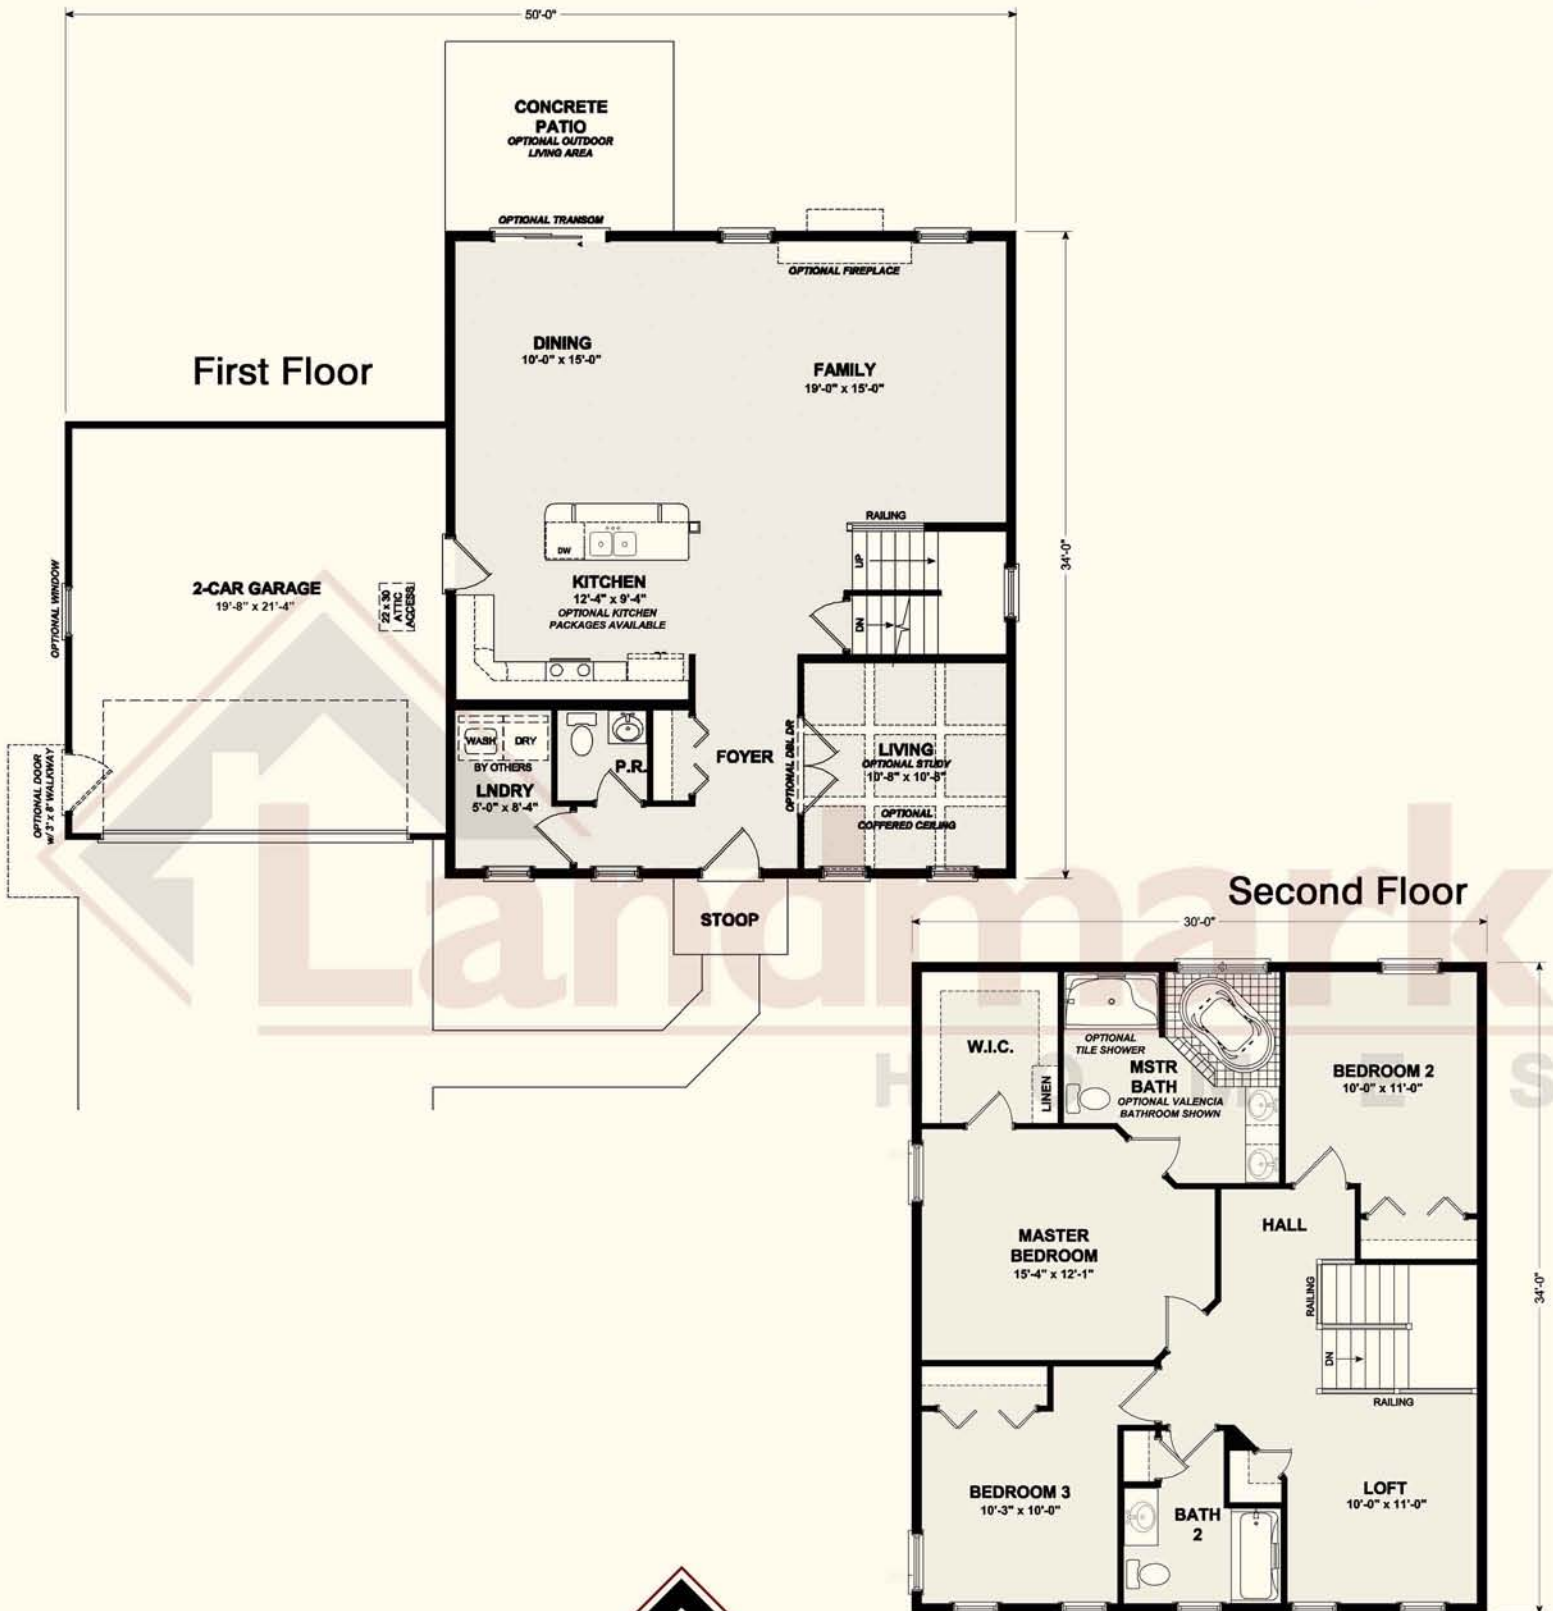 50'-0"
CONCRETE
PATIO
OPTIONAL OUTDOOR
LIVING AREA
OPTIONAL TRANSOM
OPTIONAL FIREPLACE
DINING
10'-0" x 15'-0"
FAMILY
19'-0" x 15'-0"
First Floor
RAILING
UP
DN
34'-0"
DW
KITCHEN
12'-4" x 9'-4"
OPTIONAL KITCHEN
PACKAGES AVAILABLE
OPTIONAL WINDOW
2-CAR GARAGE
19'-8" x 21'-4"
22 x 30
ATTIC
ACCESS
OPTIONAL DOOR
w/ 3' x 8' WALKWAY
WASH
DRY
BY OTHERS
LNDRY
5'-0" x 8'-4"
P.R.
FOYER
OPTIONAL DBL DR
LIVING
OPTIONAL STUDY
10'-8" x 10'-8"
OPTIONAL
COFFERED CEILING
STOOP
Landmark
HOMES
Second Floor
30'-0"
W.I.C.
LINEN
OPTIONAL
TILE SHOWER
MSTR
BATH
OPTIONAL VALENCIA
BATHROOM SHOWN
BEDROOM 2
10'-0" x 11'-0"
HALL
MASTER
BEDROOM
15'-4" x 12'-1"
RAILING
DN
RAILING
34'-0"
BEDROOM 3
10'-3" x 10'-0"
BATH
2
LOFT
10'-0" x 11'-0"